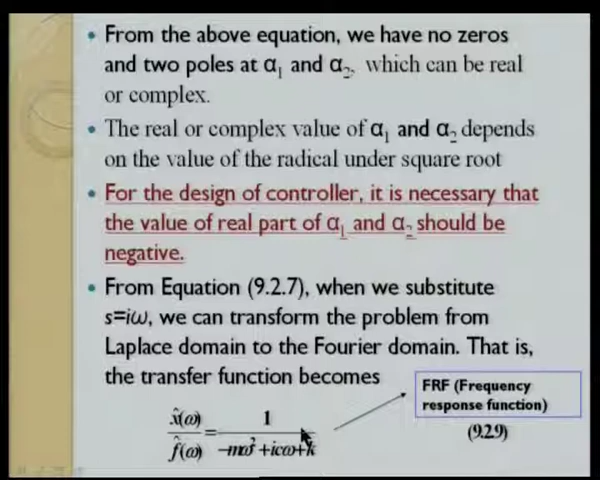 • From the above equation, we have no zeros
and two poles at α₁ and α₂, which can be real
or complex.
• The real or complex value of α₁ and α₂ depends
on the value of the radical under square root
• For the design of controller, it is necessary that
the value of real part of α₁ and α₂ should be
negative.
• From Equation (9.2.7), when we substitute
s=iω, we can transform the problem from
Laplace domain to the Fourier domain. That is,
the transfer function becomes
FRF (Frequency
response function)
x̂(ω)/f̂(ω) = 1/(−mω²+icω+k)
(9.2.9)